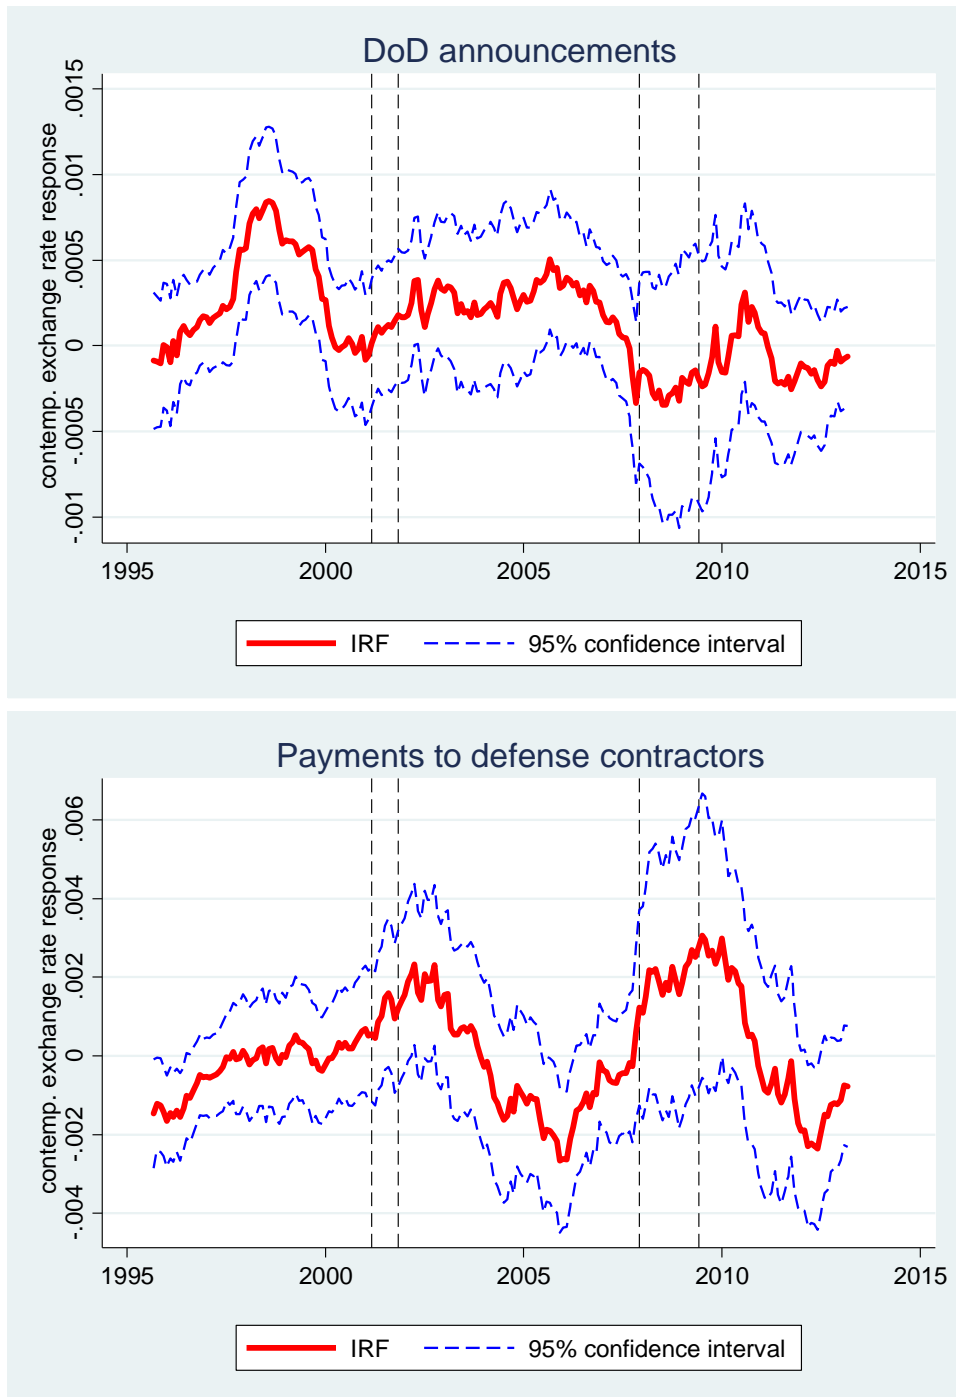 DoD announcements
contemp. exchange rate response
.0015
.001
.0005
0
-.0005
-.001
1995 2000 2005 2010 2015
IRF 95% confidence interval
Payments to defense contractors
contemp. exchange rate response
.006
.004
.002
0
-.002
-.004
1995 2000 2005 2010 2015
IRF 95% confidence interval